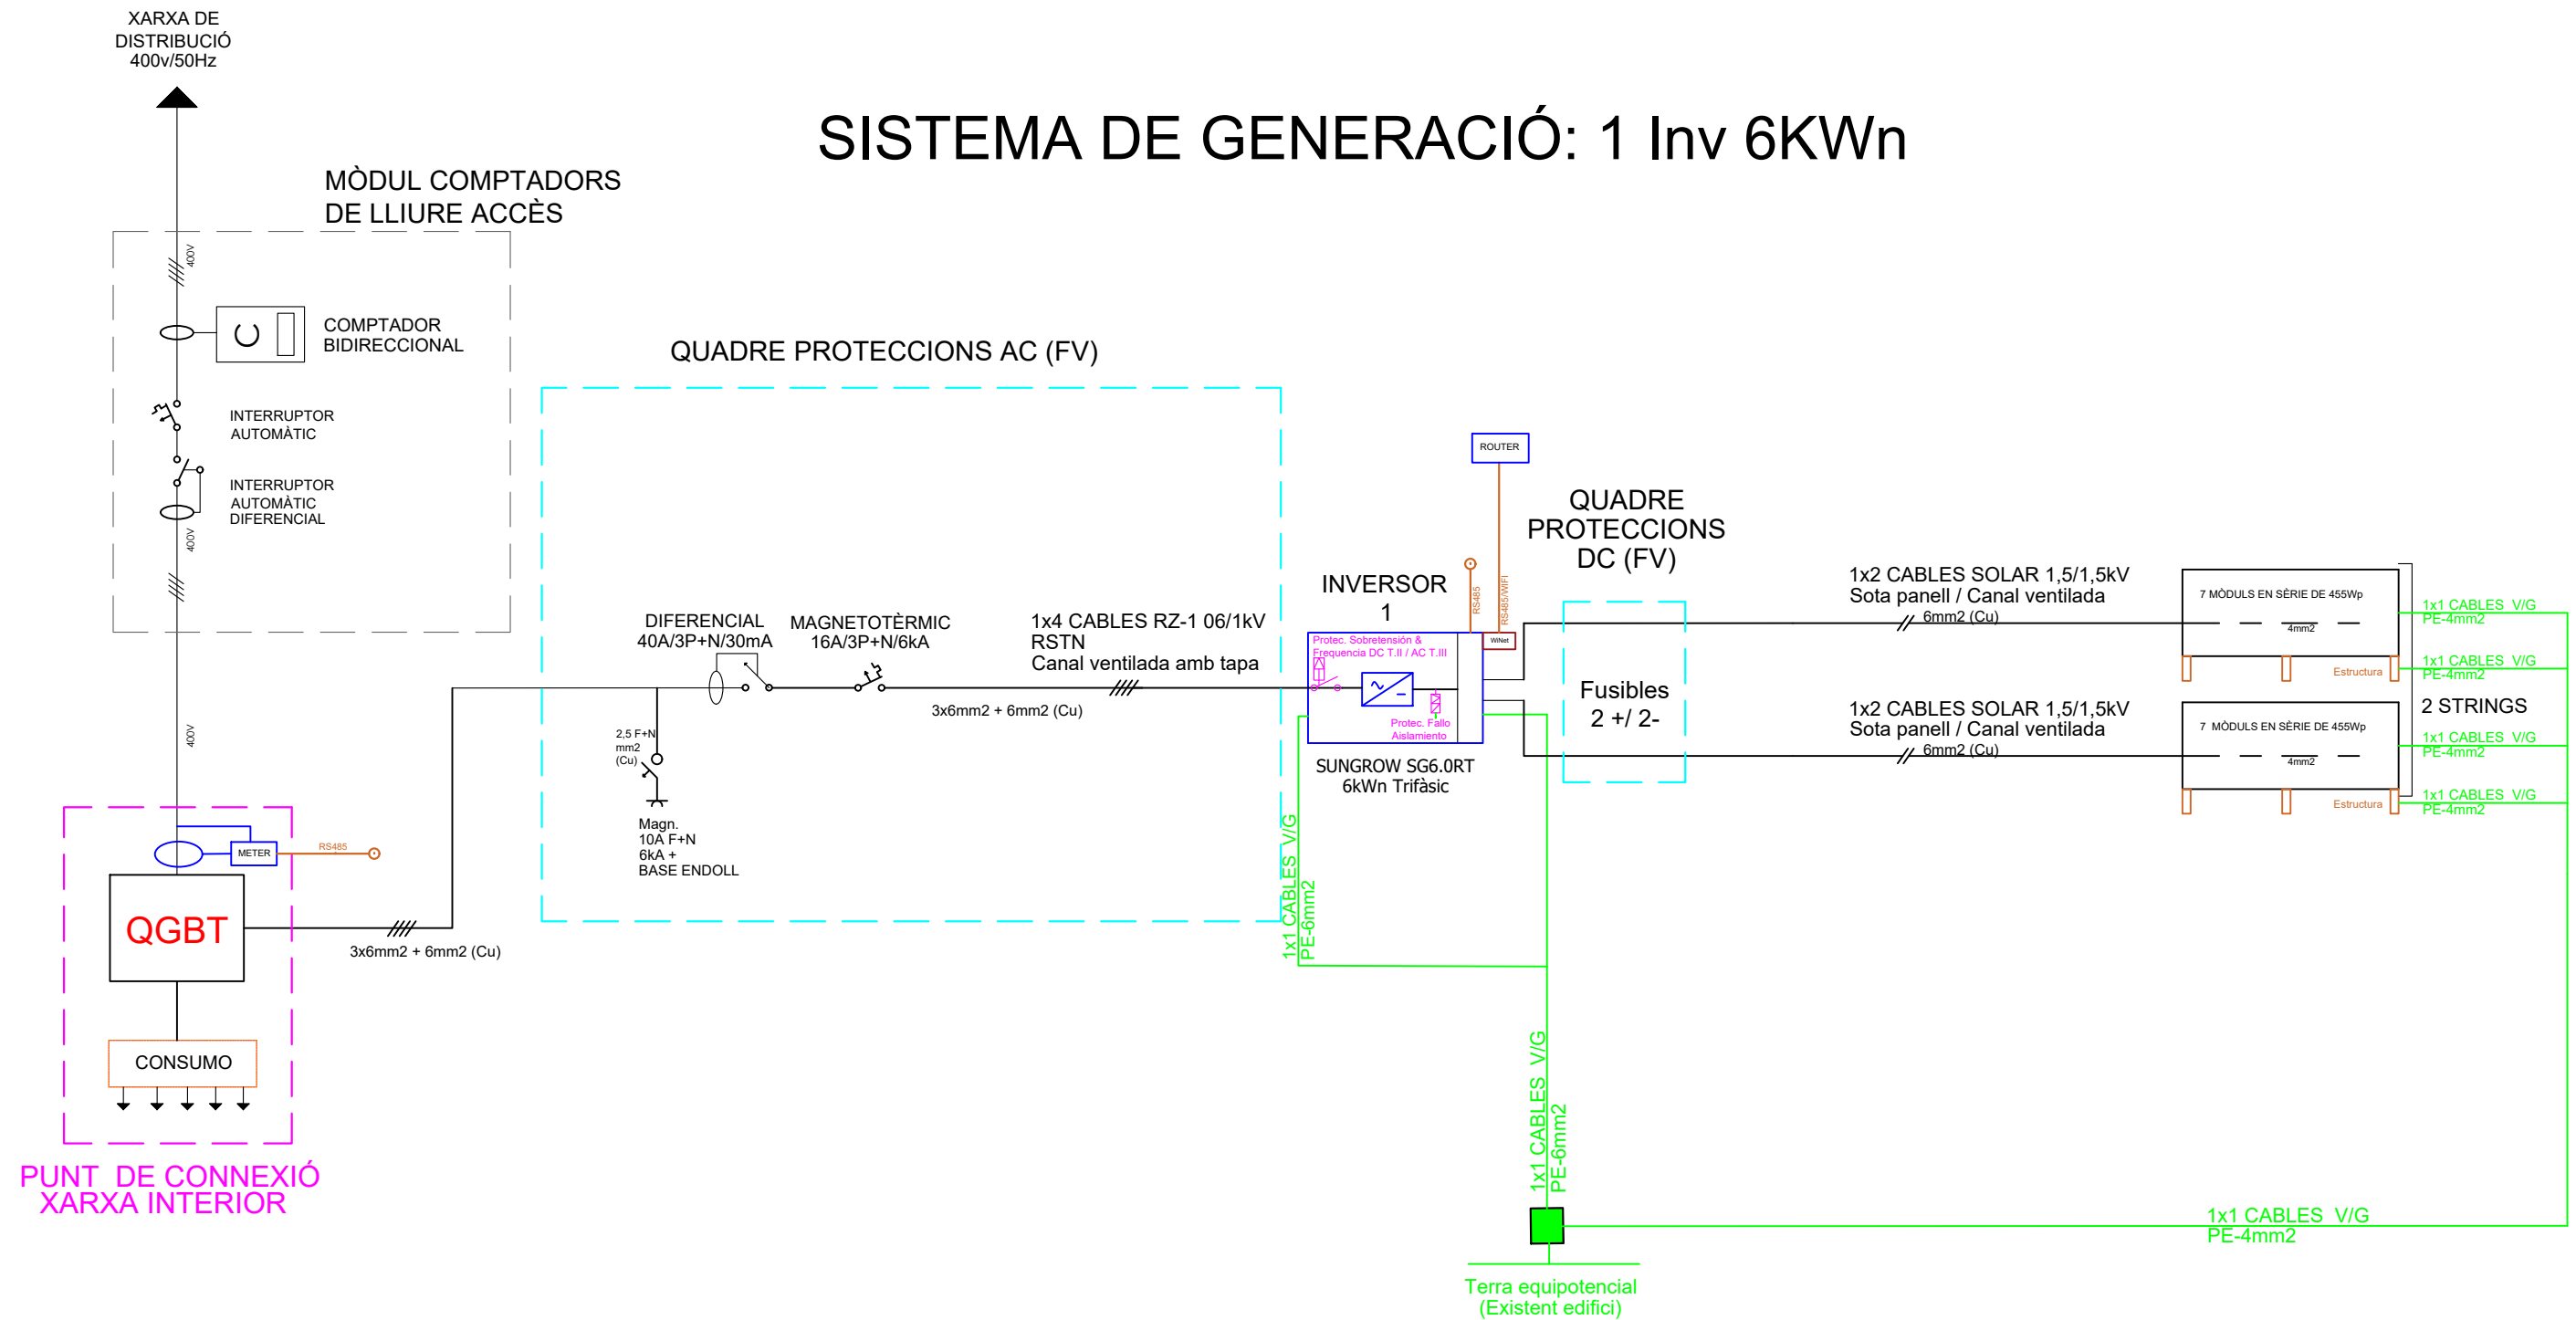 XARXA DE
DISTRIBUCIÓ
400v/50Hz
SISTEMA DE GENERACIÓ: 1 Inv 6KWn
MÒDUL COMPTADORS
DE LLIURE ACCÈS
400V
COMPTADOR
BIDIRECCIONAL
INTERRUPTOR
AUTOMÀTIC
INTERRUPTOR
AUTOMÀTIC
DIFERENCIAL
400V
400V
METER
RS485
QGBT
3x6mm2 + 6mm2 (Cu)
CONSUMO
PUNT DE CONNEXIÓ
XARXA INTERIOR
QUADRE PROTECCIONS AC (FV)
DIFERENCIAL
40A/3P+N/30mA
MAGNETOTÈRMIC
16A/3P+N/6kA
1x4 CABLES RZ-1 06/1kV
RSTN
Canal ventilada amb tapa
3x6mm2 + 6mm2 (Cu)
2,5 F+N
mm2
(Cu)
Magn.
10A F+N
6kA +
BASE ENDOLL
ROUTER
RS485
RS485/WIFI
INVERSOR
1
WiNet
Protec. Sobretensión &
Frequencia DC T.II / AC T.III
Protec. Fallo
Aislamiento
SUNGROW SG6.0RT
6kWn Trifàsic
QUADRE
PROTECCIONS
DC (FV)
Fusibles
2 +/ 2-
1x2 CABLES SOLAR 1,5/1,5kV
Sota panell / Canal ventilada
6mm2 (Cu)
7 MÒDULS EN SÈRIE DE 455Wp
4mm2
Estructura
1x1 CABLES V/G
PE-4mm2
1x1 CABLES V/G
PE-4mm2
2 STRINGS
1x2 CABLES SOLAR 1,5/1,5kV
Sota panell / Canal ventilada
6mm2 (Cu)
7 MÒDULS EN SÈRIE DE 455Wp
4mm2
Estructura
1x1 CABLES V/G
PE-4mm2
1x1 CABLES V/G
PE-4mm2
1x1 CABLES V/G
PE-6mm2
1x1 CABLES V/G
PE-6mm2
1x1 CABLES V/G
PE-4mm2
Terra equipotencial
(Existent edifici)